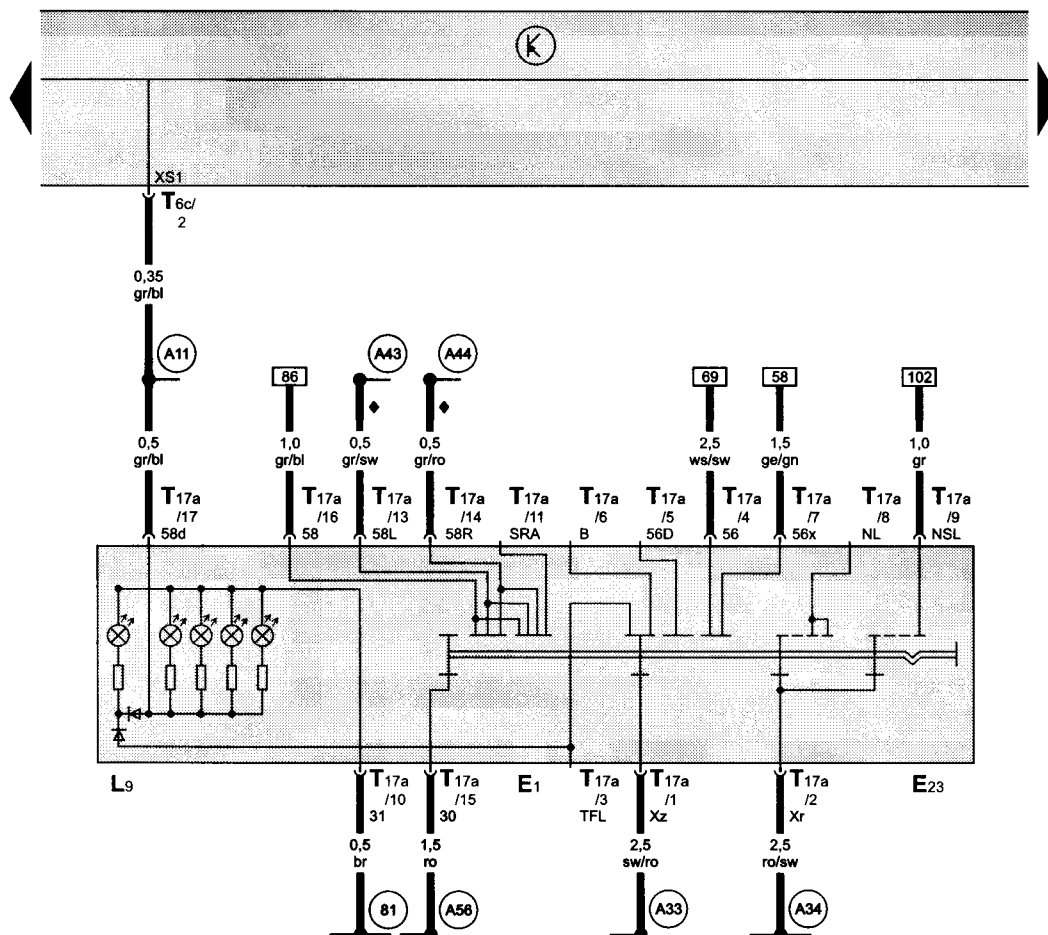 K
XS1
T6c/
2
0,35
gr/bl
A11
86
A43
A44
69
58
102
0,5
gr/bl
1,0
gr/bl
0,5
gr/sw
0,5
gr/ro
2,5
ws/sw
1,5
ge/gn
1,0
gr
T17a
/17
58d
T17a
/16
58
T17a
/13
58L
T17a
/14
58R
T17a
/11
SRA
T17a
/6
B
T17a
/5
56D
T17a
/4
56
T17a
/7
56x
T17a
/8
NL
T17a
/9
NSL
L9
T17a
/10
31
T17a
/15
30
E1
T17a
/3
TFL
T17a
/1
Xz
T17a
/2
Xr
E23
0,5
br
1,5
ro
2,5
sw/ro
2,5
ro/sw
81
A56
A33
A34